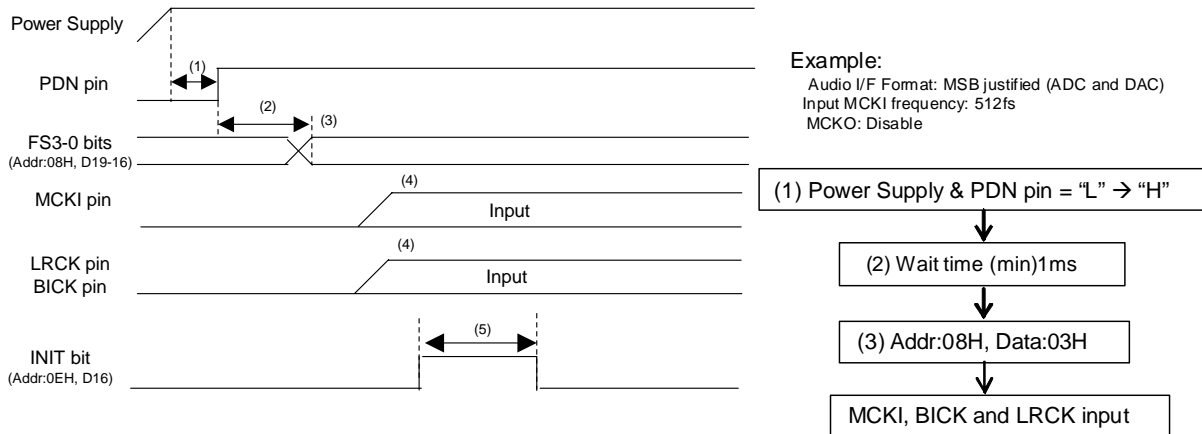 Power Supply
(1)
PDN pin
(2)
(3)
FS3-0 bits
(Addr:08H, D19-16)
(4)
MCKI pin
Input
(4)
LRCK pin
BICK pin
Input
(5)
INIT bit
(Addr:0EH, D16)
Example:
Audio I/F Format: MSB justified (ADC and DAC)
Input MCKI frequency: 512fs
MCKO: Disable
(1) Power Supply & PDN pin = “L” → “H”
(2) Wait time (min)1ms
(3) Addr:08H, Data:03H
MCKI, BICK and LRCK input